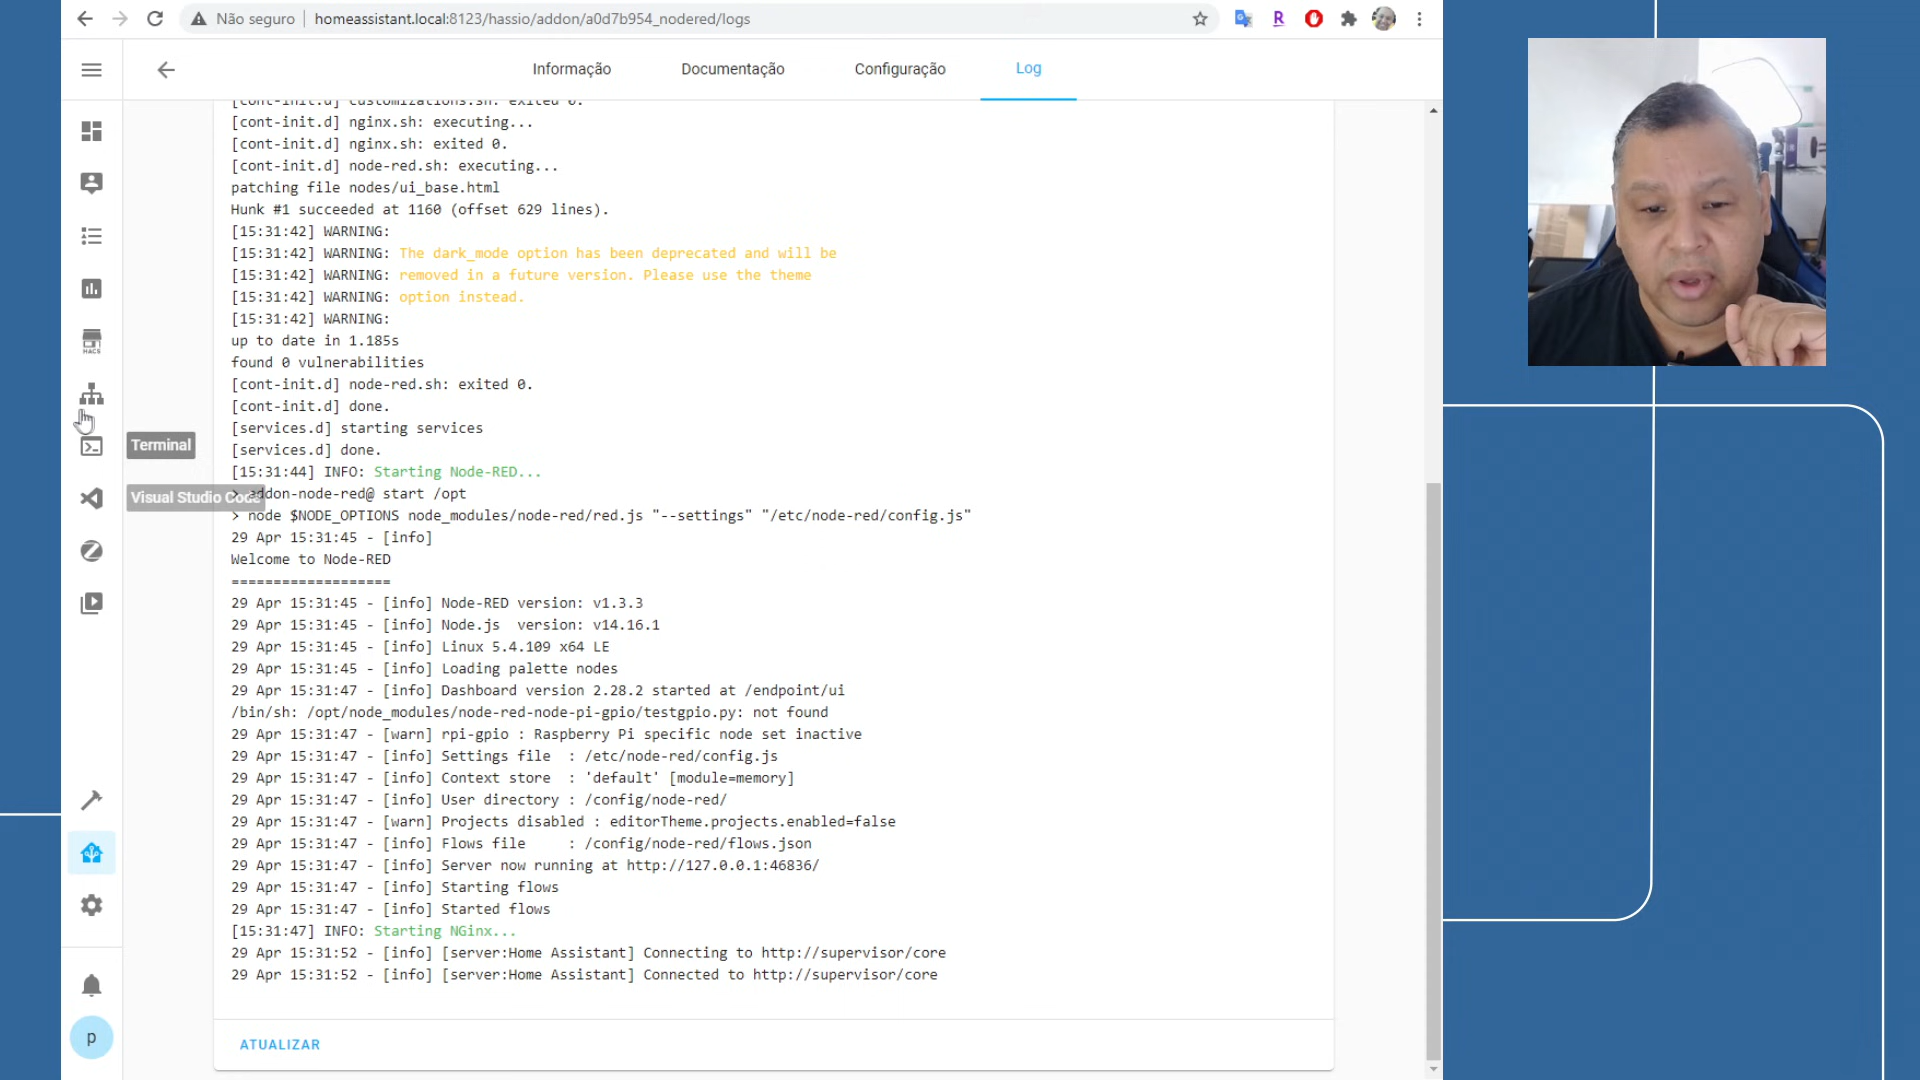 Não seguro
homeassistant.local:8123/hassio/addon/a0d7b954_nodered/logs
R
Informação
Documentação
Configuração
Log
[cont-init.d] customizations.sh: exited 0.
[cont-init.d] nginx.sh: executing...
[cont-init.d] nginx.sh: exited 0.
[cont-init.d] node-red.sh: executing...
patching file nodes/ui_base.html
Hunk #1 succeeded at 1160 (offset 629 lines).
[15:31:42] WARNING:
[15:31:42] WARNING: The dark_mode option has been deprecated and will be
[15:31:42] WARNING: removed in a future version. Please use the theme
[15:31:42] WARNING: option instead.
[15:31:42] WARNING:
up to date in 1.185s
found 0 vulnerabilities
[cont-init.d] node-red.sh: exited 0.
[cont-init.d] done.
[services.d] starting services
[services.d] done.
[15:31:44] INFO: Starting Node-RED...
> addon-node-red@ start /opt
> node $NODE_OPTIONS node_modules/node-red/red.js "--settings" "/etc/node-red/config.js"
29 Apr 15:31:45 - [info]
Welcome to Node-RED
===================
29 Apr 15:31:45 - [info] Node-RED version: v1.3.3
29 Apr 15:31:45 - [info] Node.js  version: v14.16.1
29 Apr 15:31:45 - [info] Linux 5.4.109 x64 LE
29 Apr 15:31:45 - [info] Loading palette nodes
29 Apr 15:31:47 - [info] Dashboard version 2.28.2 started at /endpoint/ui
/bin/sh: /opt/node_modules/node-red-node-pi-gpio/testgpio.py: not found
29 Apr 15:31:47 - [warn] rpi-gpio : Raspberry Pi specific node set inactive
29 Apr 15:31:47 - [info] Settings file  : /etc/node-red/config.js
29 Apr 15:31:47 - [info] Context store  : 'default' [module=memory]
29 Apr 15:31:47 - [info] User directory : /config/node-red/
29 Apr 15:31:47 - [warn] Projects disabled : editorTheme.projects.enabled=false
29 Apr 15:31:47 - [info] Flows file     : /config/node-red/flows.json
29 Apr 15:31:47 - [info] Server now running at http://127.0.0.1:46836/
29 Apr 15:31:47 - [info] Starting flows
29 Apr 15:31:47 - [info] Started flows
[15:31:47] INFO: Starting NGinx...
29 Apr 15:31:52 - [info] [server:Home Assistant] Connecting to http://supervisor/core
29 Apr 15:31:52 - [info] [server:Home Assistant] Connected to http://supervisor/core
ATUALIZAR
HACS
Terminal
Visual Studio Code
p